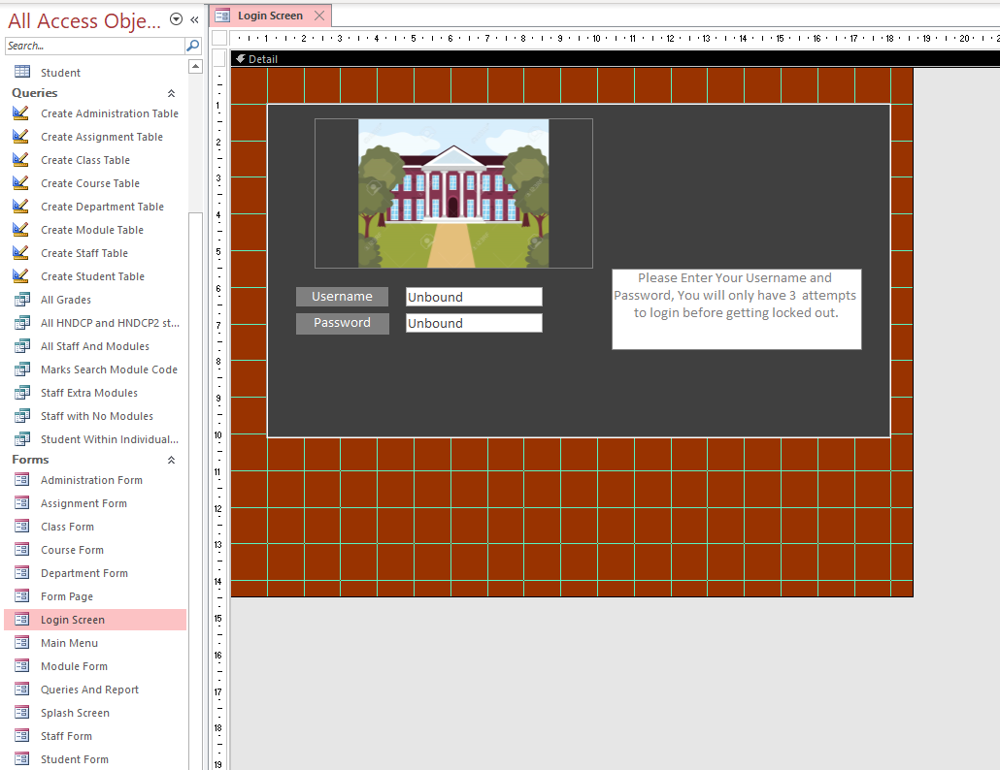 All Access Obje...
Search...
Student
Queries
Create Administration Table
Create Assignment Table
Create Class Table
Create Course Table
Create Department Table
Create Module Table
Create Staff Table
Create Student Table
All Grades
All HNDCP and HNDCP2 st...
All Staff And Modules
Marks Search Module Code
Staff Extra Modules
Staff with No Modules
Student Within Individual...
Forms
Administration Form
Assignment Form
Class Form
Course Form
Department Form
Form Page
Login Screen
Main Menu
Module Form
Queries And Report
Splash Screen
Staff Form
Student Form
Login Screen
1 2 3 4 5 6 7 8 9 10 11 12 13 14 15 16 17 18 19 20 2
Detail
1
2
3
4
5
6
7
8
9
10
11
12
13
14
15
16
17
18
19
Username
Unbound
Password
Unbound
Please Enter Your Username and
Password, You will only have 3 attempts
to login before getting locked out.